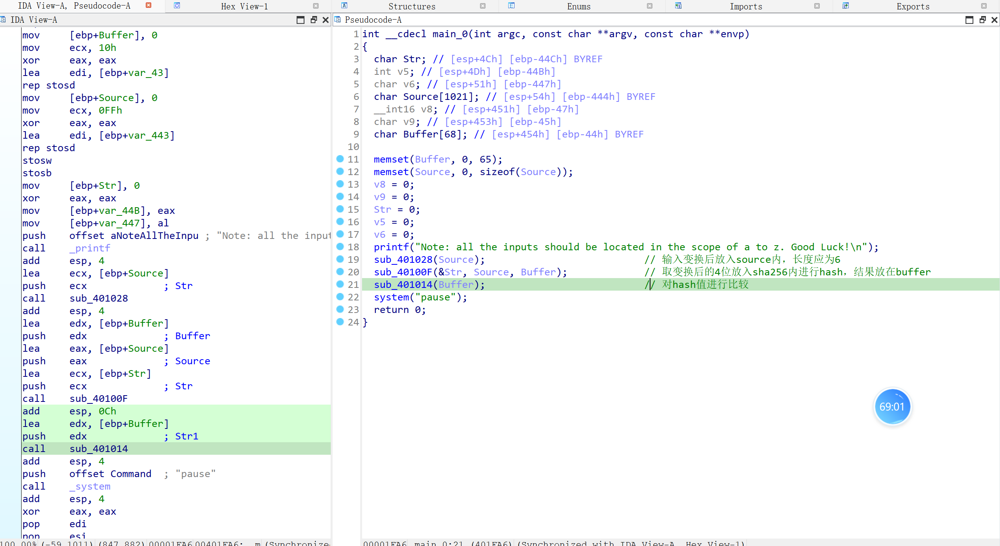 IDA View-A, Pseudocode-A
Hex View-1
Structures
Enums
Imports
Exports
IDA View-A
mov [ebp+Buffer], 0
mov ecx, 10h
xor eax, eax
lea edi, [ebp+var_43]
rep stosd
mov [ebp+Source], 0
mov ecx, 0FFh
xor eax, eax
lea edi, [ebp+var_443]
rep stosd
stosw
stosb
mov [ebp+Str], 0
xor eax, eax
mov [ebp+var_44B], eax
mov [ebp+var_447], al
push offset aNoteAllTheInpu ; "Note: all the input
call _printf
add esp, 4
lea ecx, [ebp+Source]
push ecx ; Str
call sub_401028
add esp, 4
lea edx, [ebp+Buffer]
push edx ; Buffer
lea eax, [ebp+Source]
push eax ; Source
lea ecx, [ebp+Str]
push ecx ; Str
call sub_40100F
add esp, 0Ch
lea edx, [ebp+Buffer]
push edx ; Str1
call sub_401014
add esp, 4
push offset Command ; "pause"
call _system
add esp, 4
xor eax, eax
pop edi
pop esi
100.00% (-59,1011) (847,882) 00001FA6 00401FA6: _m (Synchronize
Pseudocode-A
1 int __cdecl main_0(int argc, const char **argv, const char **envp)
2 {
3 char Str; // [esp+4Ch] [ebp-44Ch] BYREF
4 int v5; // [esp+4Dh] [ebp-44Bh]
5 char v6; // [esp+51h] [ebp-447h]
6 char Source[1021]; // [esp+54h] [ebp-444h] BYREF
7 __int16 v8; // [esp+451h] [ebp-47h]
8 char v9; // [esp+453h] [ebp-45h]
9 char Buffer[68]; // [esp+454h] [ebp-44h] BYREF
10
11 memset(Buffer, 0, 65);
12 memset(Source, 0, sizeof(Source));
13 v8 = 0;
14 v9 = 0;
15 Str = 0;
16 v5 = 0;
17 v6 = 0;
18 printf("Note: all the inputs should be located in the scope of a to z. Good Luck!\n");
19 sub_401028(Source); // 输入变换后放入source内，长度应为6
20 sub_40100F(&Str, Source, Buffer); // 取变换后的4位放入sha256内进行hash，结果放在buffer
21 sub_401014(Buffer); // 对hash值进行比较
22 system("pause");
23 return 0;
24 }
69:01
00001FA6 _main_0:21 (401FA6) (Synchronized with IDA View-A, Hex View-1)